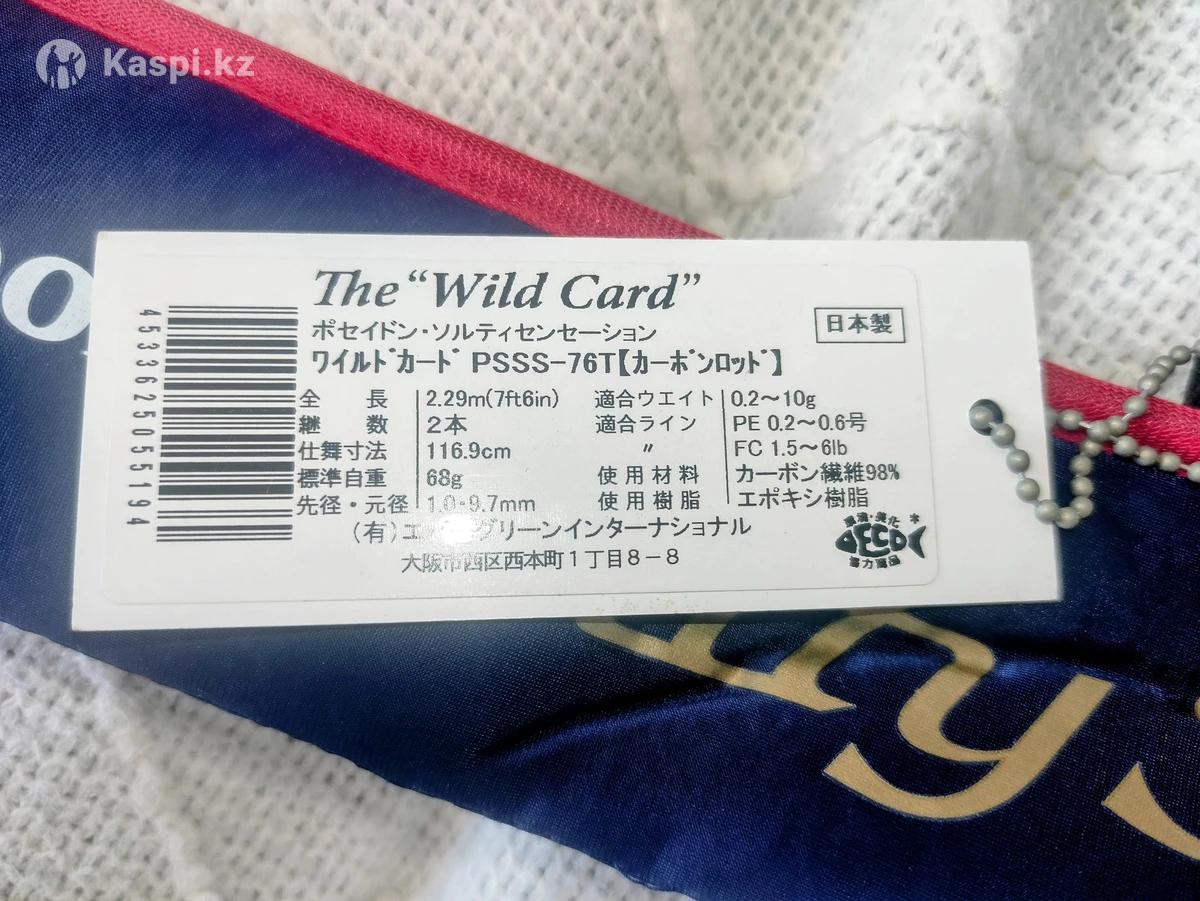 Kaspi.kz
The “Wild Card”
ポセイドン・ソルティセンセーション
ワイルドカード PSSS-76T【カーボンロッド】
日本製
4533625055194
全長 2.29m(7ft6in) 適合ウエイト 0.2〜10g
継数 2本 適合ライン PE 0.2〜0.6号
仕舞寸法 116.9cm 〃 FC 1.5〜6lb
標準自重 68g 使用材料 カーボン繊維98%
先径・元径 1.0-9.7mm 使用樹脂 エポキシ樹脂
(有)エ グリーンインターナショナル
大阪市西区西本町1丁目8-8
ECO